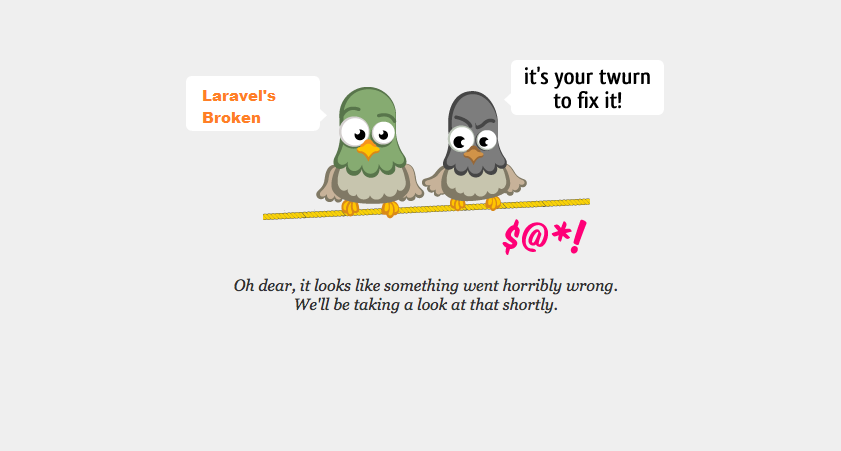 Laravel's
Broken
it's your twurn
to fix it!
$@*!
Oh dear, it looks like something went horribly wrong.
We'll be taking a look at that shortly.